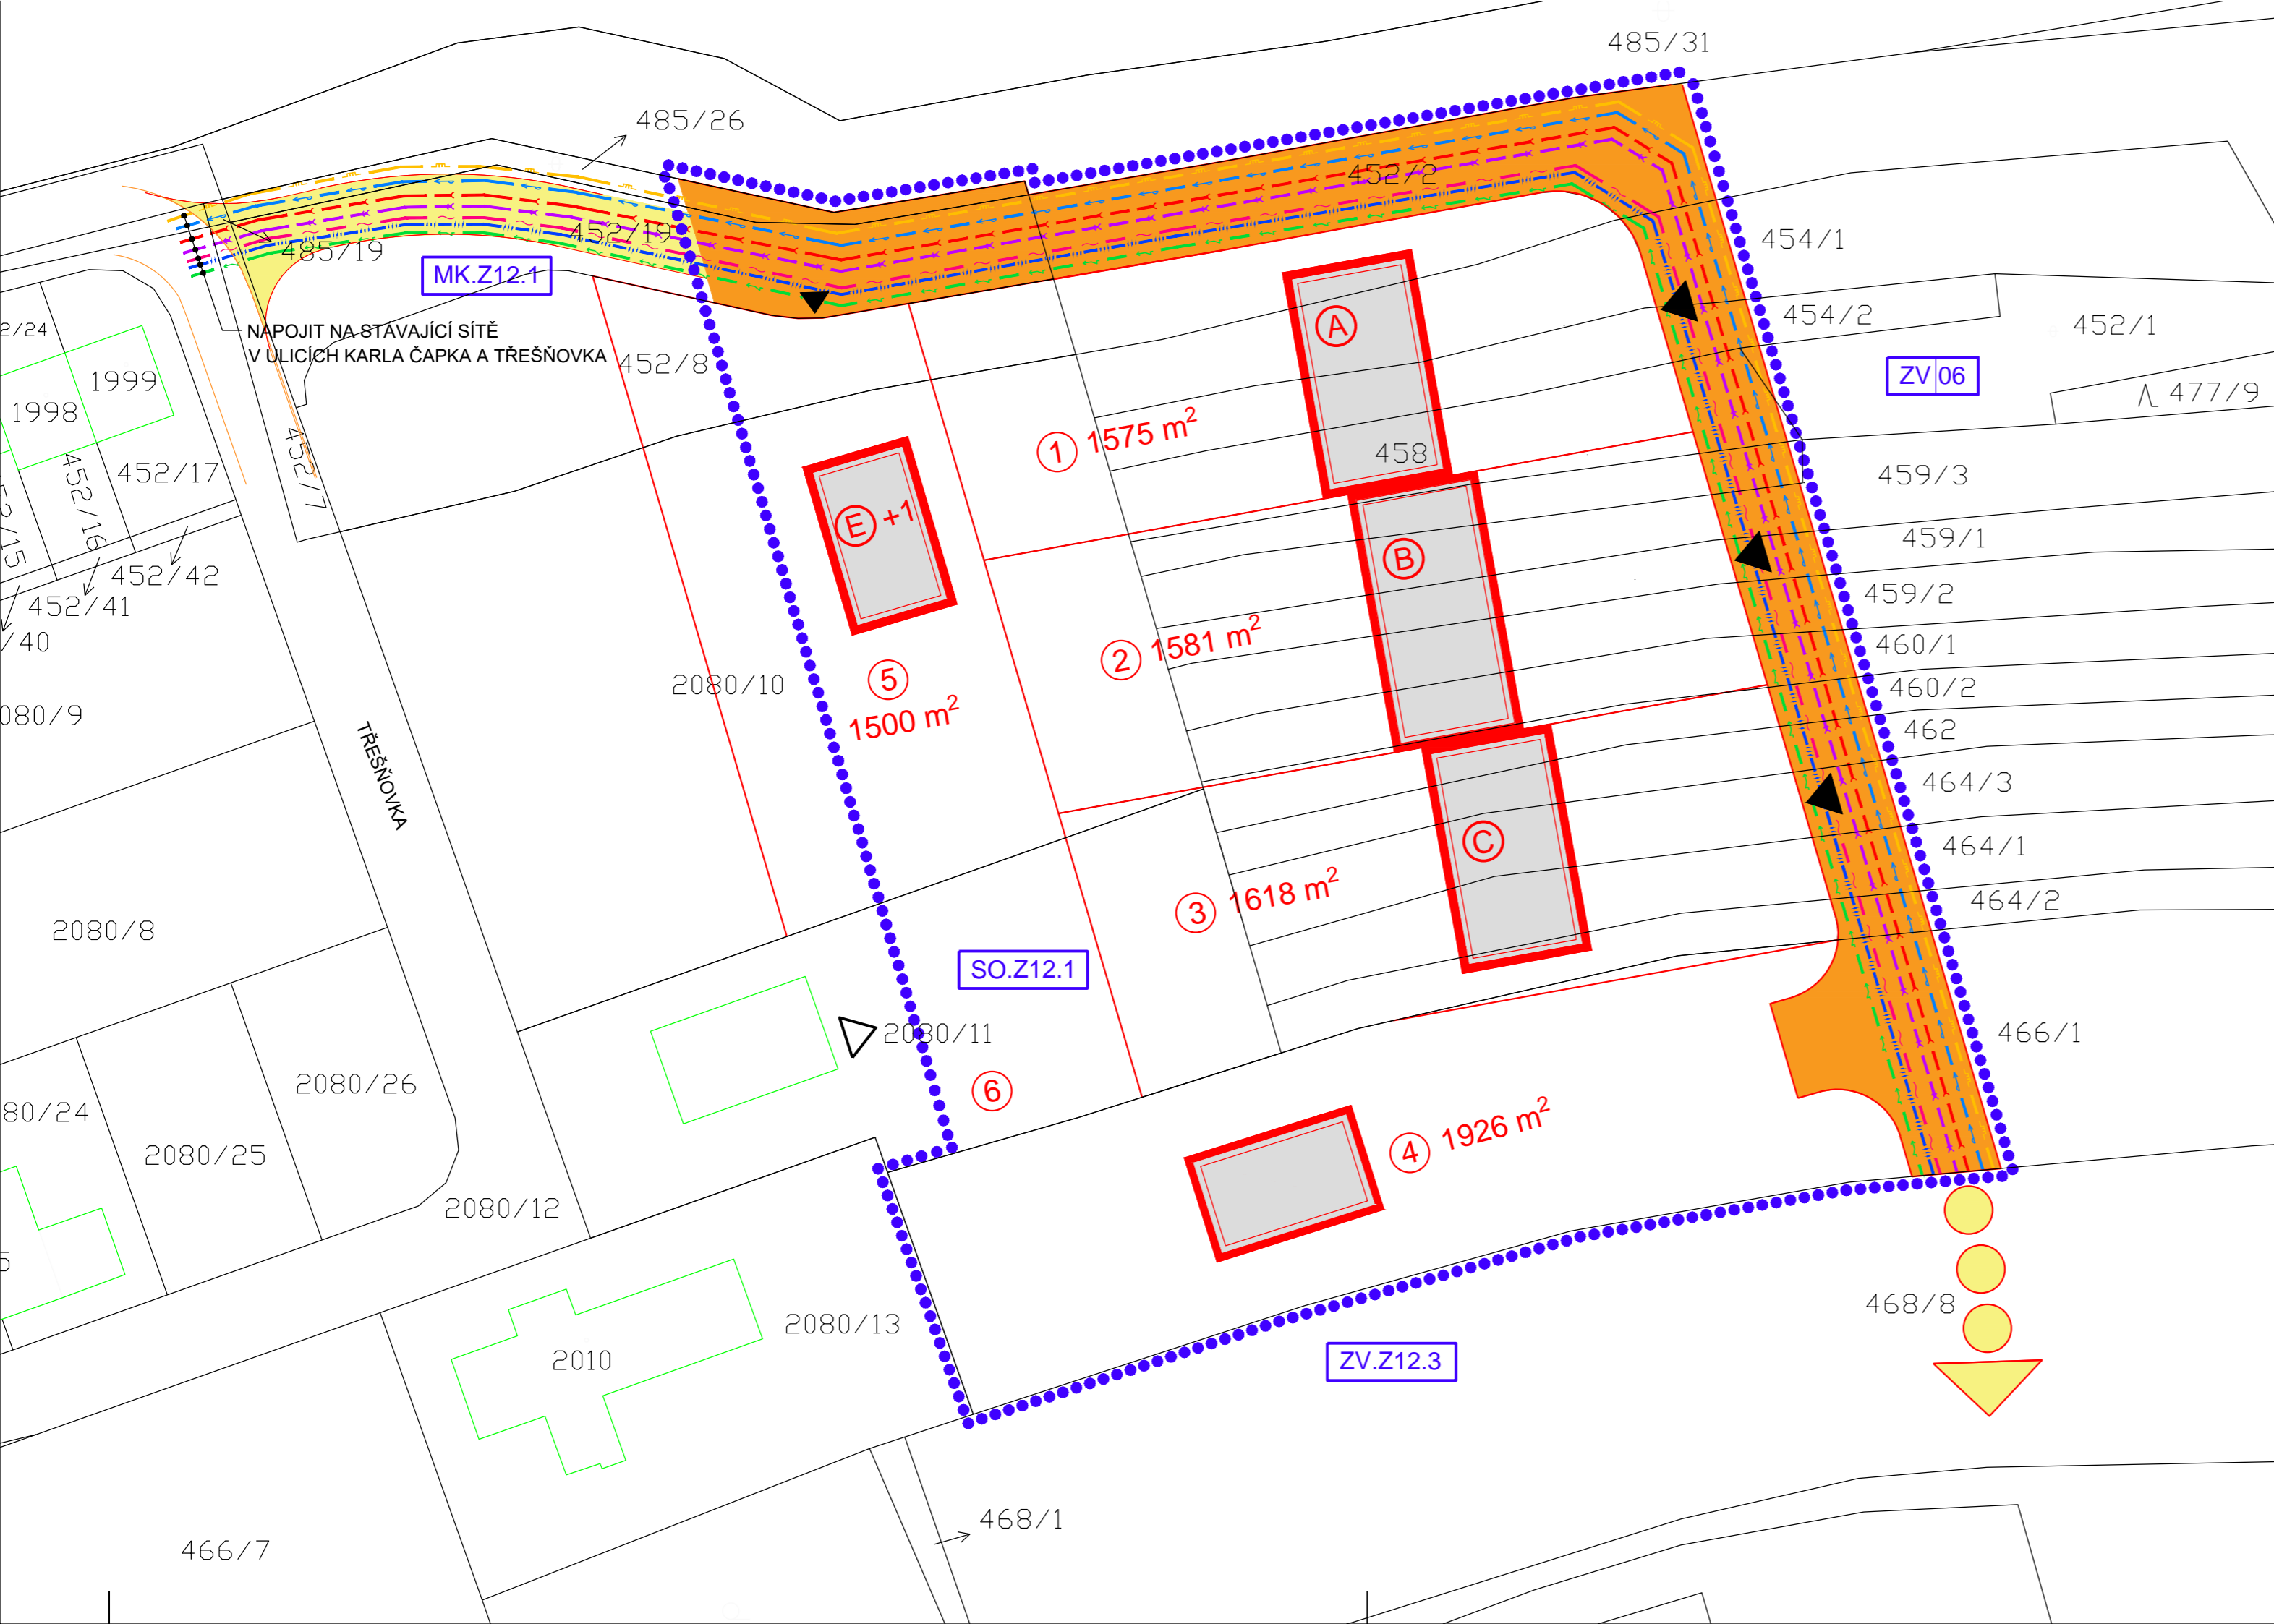 485/31
485/26
452/2
485/19
452/19
454/1
MK.Z12.1
454/2
452/1
A
NAPOJIT NA STÁVAJÍCÍ SÍTĚ
V ULICÍCH KARLA ČAPKA A TŘEŠŇOVKA
2/24
452/8
ZV 06
1999
1998
477/9
1 1575 m²
458
452/7
452/17
452/16
459/3
E +1
459/1
B
452/42
452/41
459/2
/40
2 1581 m²
460/1
5
2080/10
460/2
1500 m²
080/9
462
TŘEŠŇOVKA
464/3
C
464/1
3 1618 m²
464/2
2080/8
SO.Z12.1
2080/11
466/1
6
2080/26
80/24
4 1926 m²
2080/25
2080/12
468/8
2080/13
2010
ZV.Z12.3
468/1
466/7